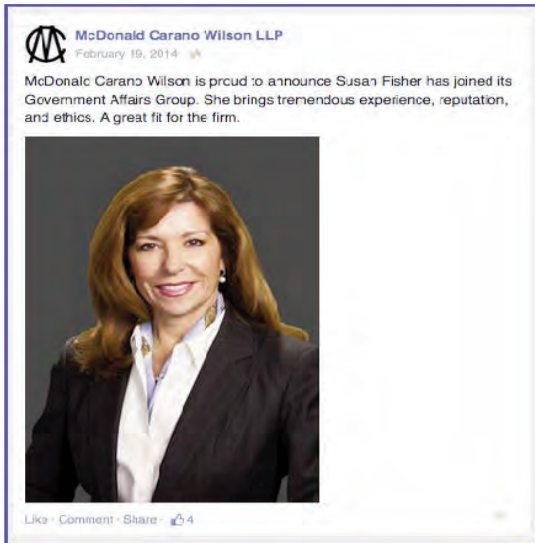 McDonald Carano Wilson LLP
February 19, 2014
McDonald Carano Wilson is proud to announce Susan Fisher has joined its
Government Affairs Group. She brings tremendous experience, reputation,
and ethics. A great fit for the firm.
Like · Comment · Share · 4